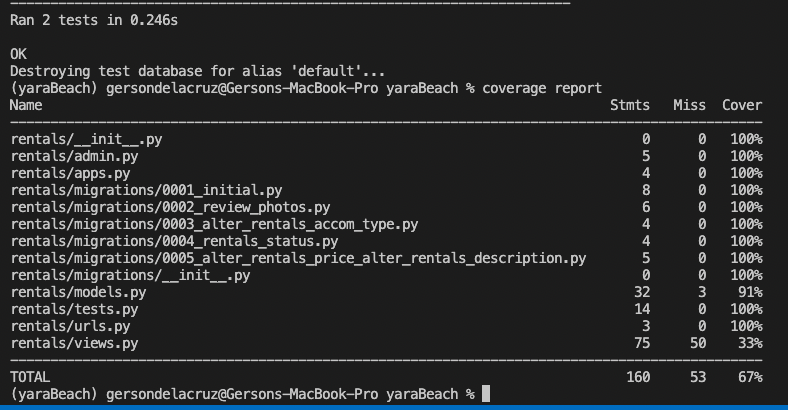 Ran 2 tests in 0.246s
OK
Destroying test database for alias 'default'...
(yaraBeach) gersondelacruz@Gersons-MacBook-Pro yaraBeach % coverage report
Name Stmts Miss Cover
rentals/__init__.py 0 0 100%
rentals/admin.py 5 0 100%
rentals/apps.py 4 0 100%
rentals/migrations/0001_initial.py 8 0 100%
rentals/migrations/0002_review_photos.py 6 0 100%
rentals/migrations/0003_alter_rentals_accom_type.py 4 0 100%
rentals/migrations/0004_rentals_status.py 4 0 100%
rentals/migrations/0005_alter_rentals_price_alter_rentals_description.py 5 0 100%
rentals/migrations/__init__.py 0 0 100%
rentals/models.py 32 3 91%
rentals/tests.py 14 0 100%
rentals/urls.py 3 0 100%
rentals/views.py 75 50 33%
TOTAL 160 53 67%
(yaraBeach) gersondelacruz@Gersons-MacBook-Pro yaraBeach %